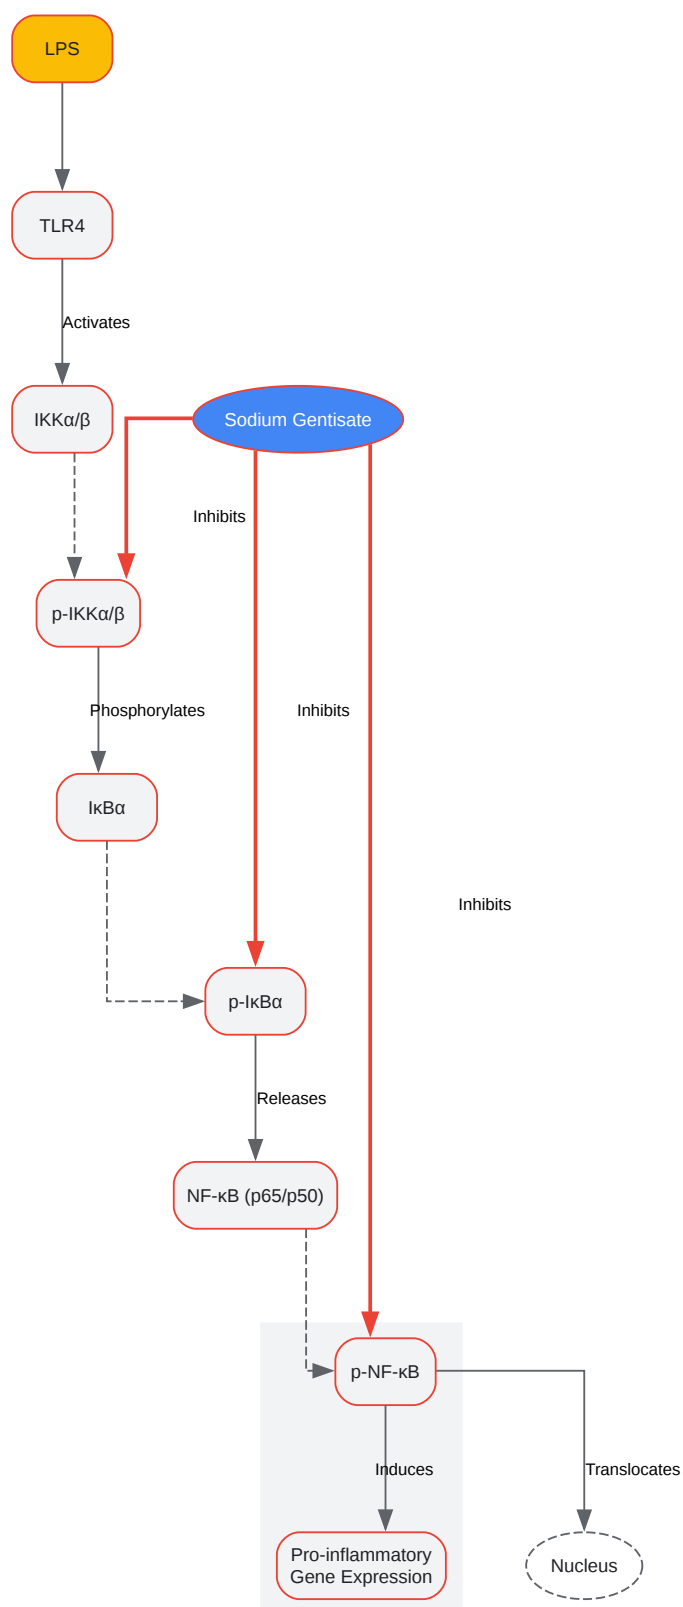 LPS
TLR4
Activates
IKKα/β
Sodium Gentisate
Inhibits
p-IKKα/β
Phosphorylates
Inhibits
IκBα
Inhibits
p-IκBα
Releases
NF-κB (p65/p50)
p-NF-κB
Induces
Translocates
Pro-inflammatory
Gene Expression
Nucleus